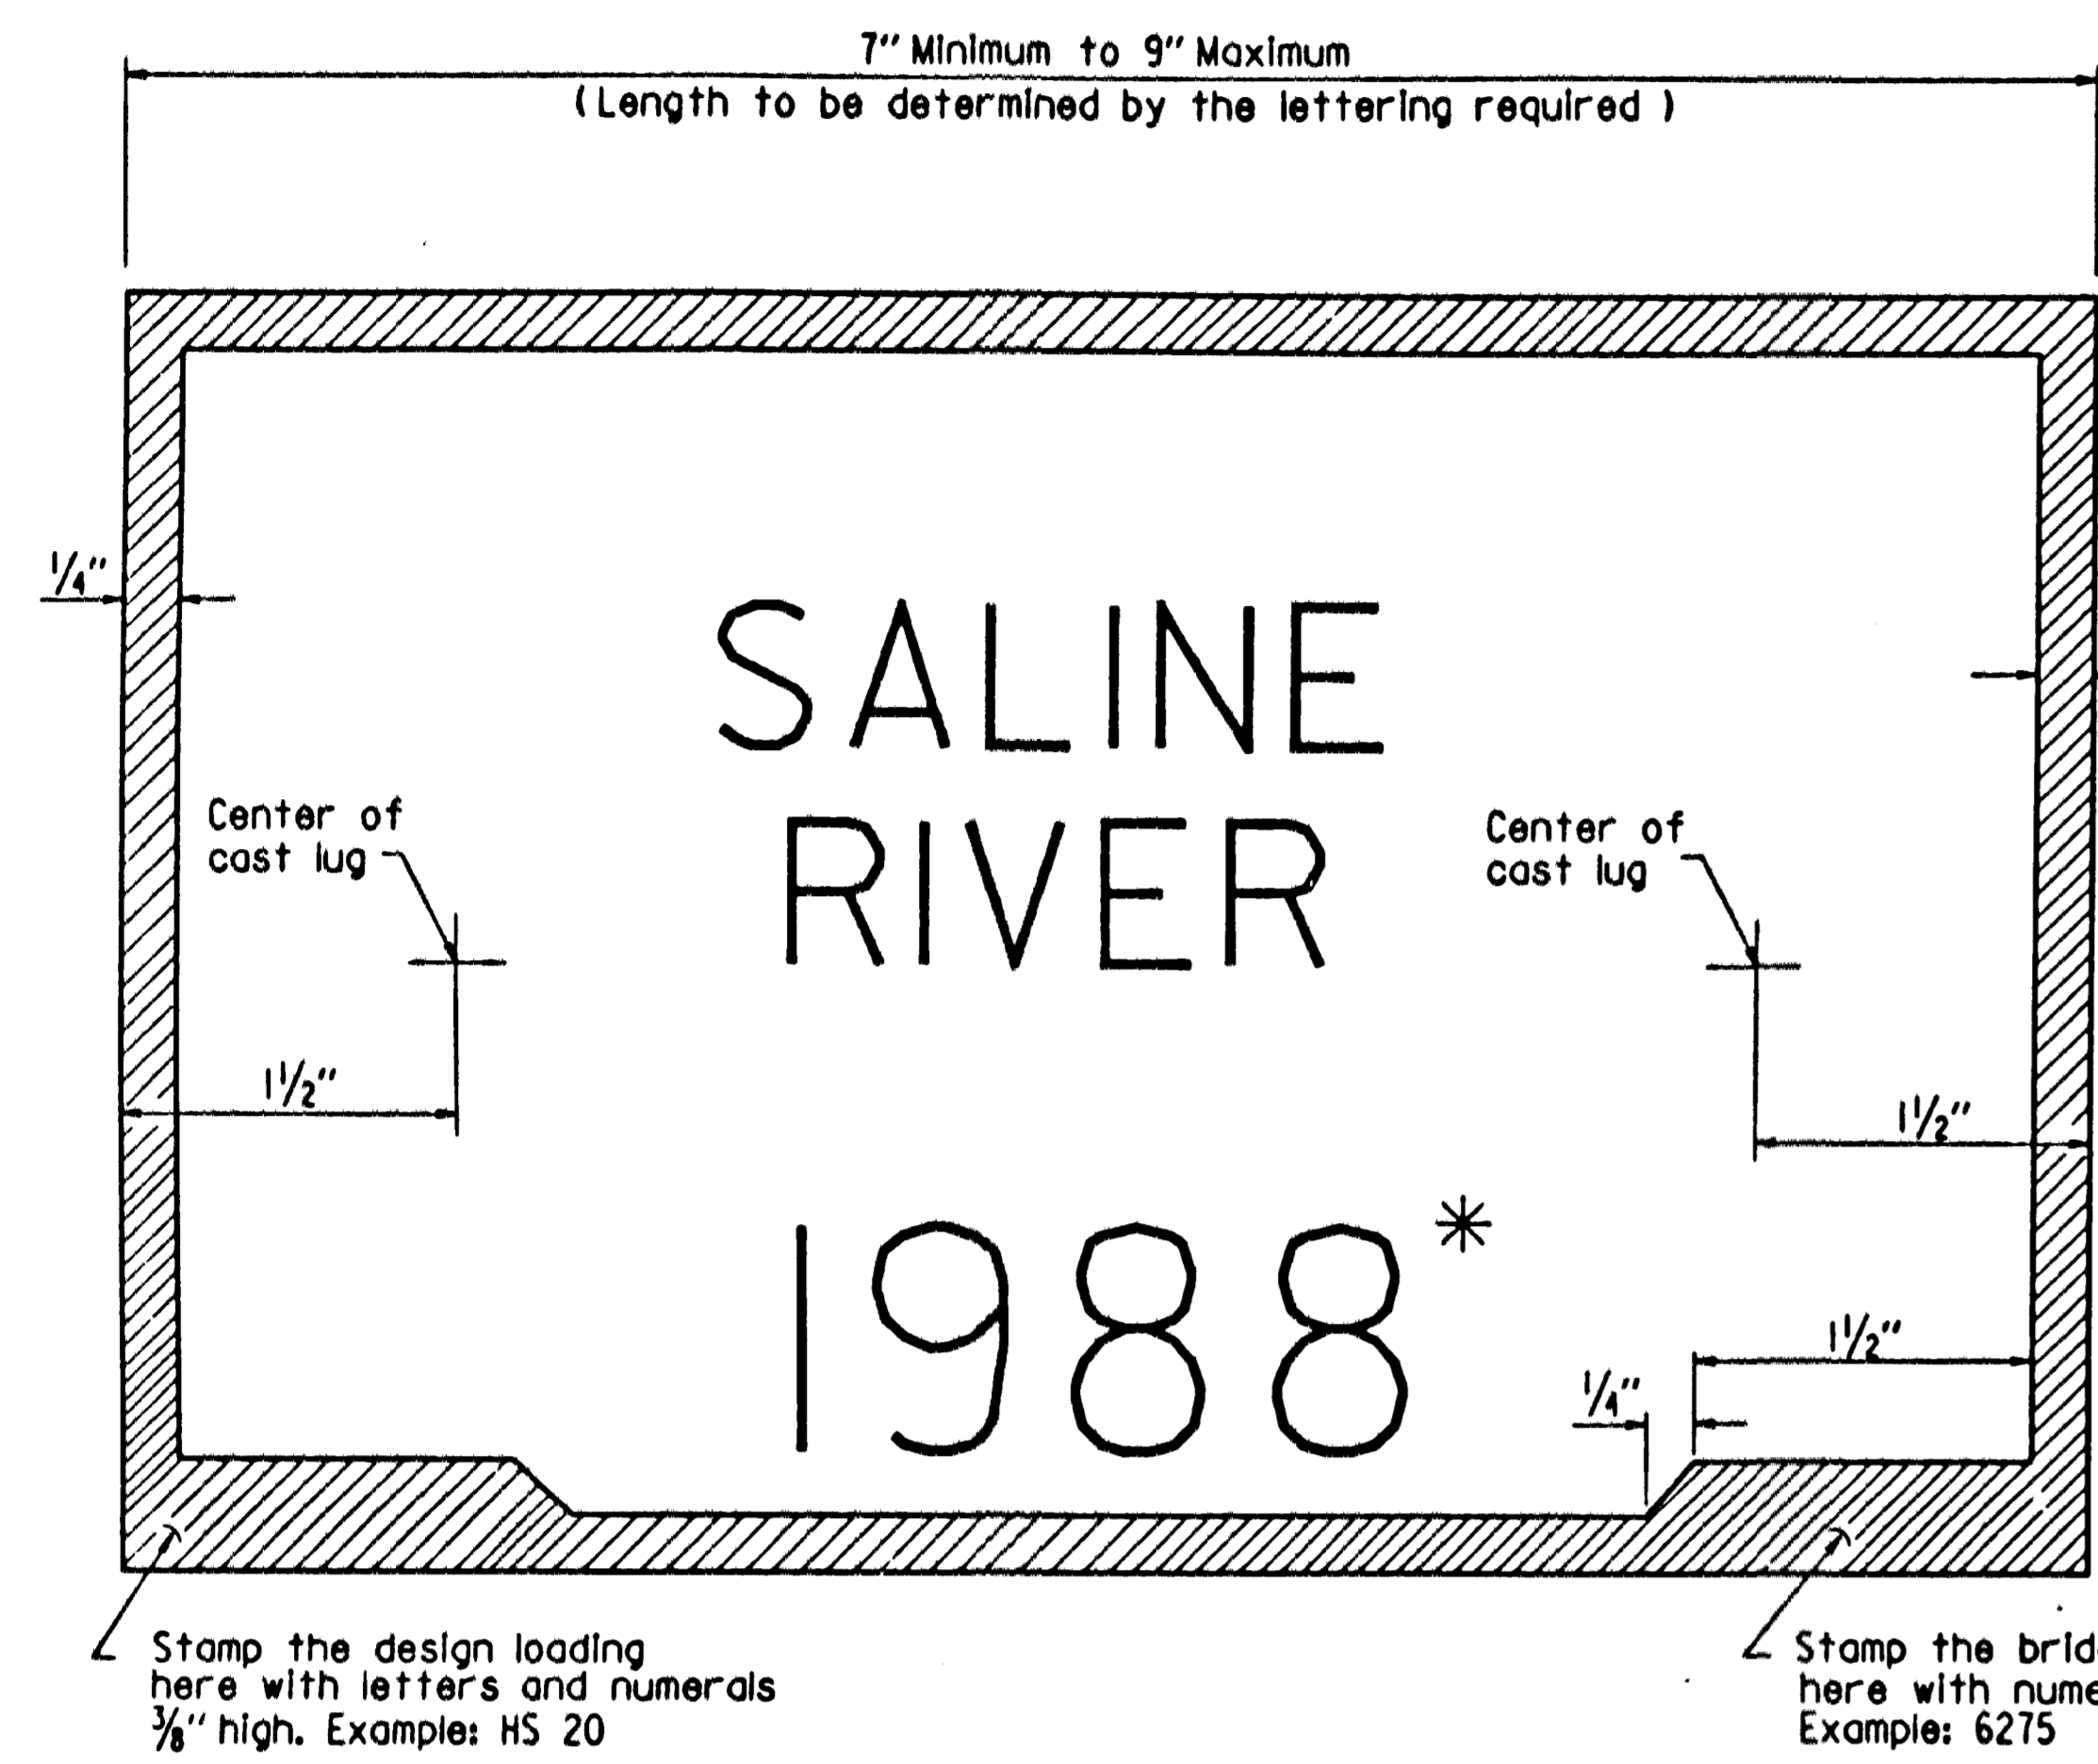 7" Minimum to 9" Maximum
(Length to be determined by the lettering required)
1/4"
SALINE
Center of
cast lug
RIVER
Center of
cast lug
1 1/2"
1 1/2"
1988*
1 1/2"
1/4"
Stamp the design loading
here with letters and numerals
3/8" high. Example: HS 20
Stamp the
here with
Example: 6275